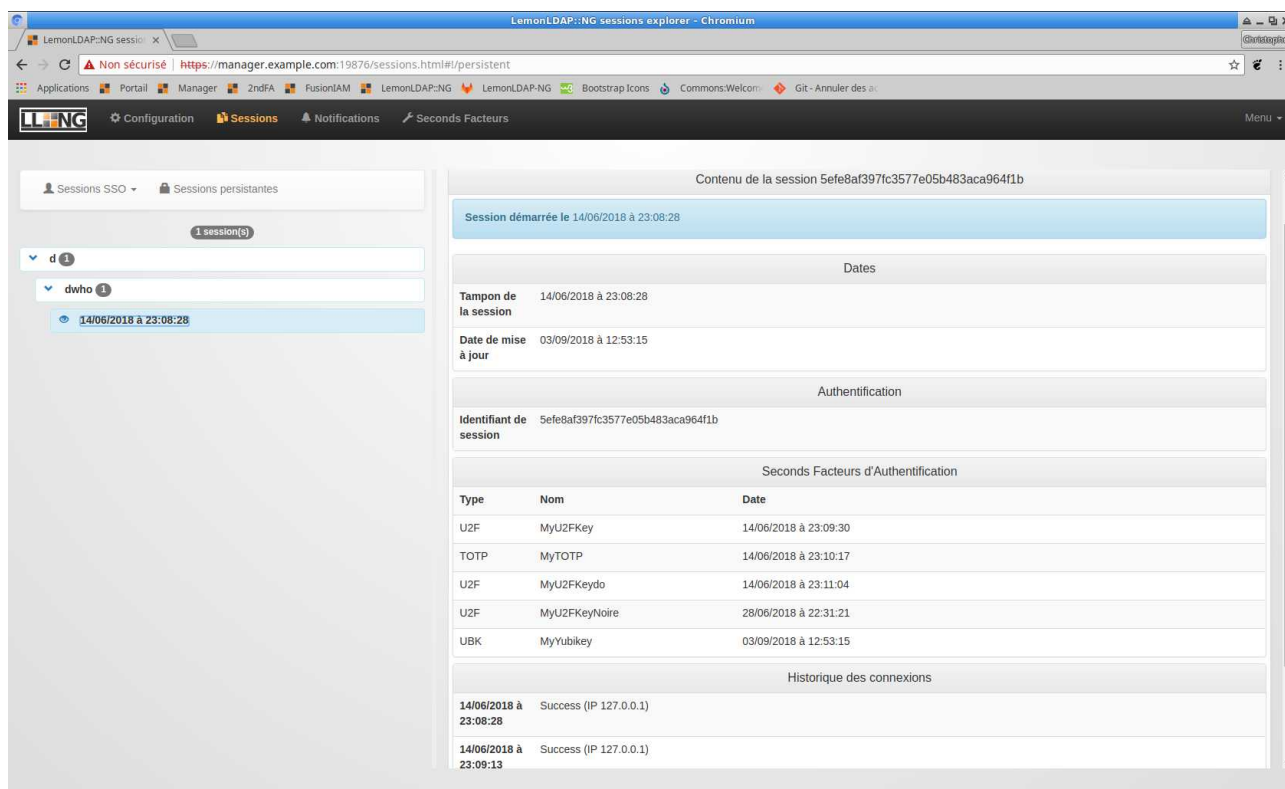 LemonLDAP::NG sessions explorer - Chromium
LemonLDAP::NG session
Non sécurisé | https://manager.example.com:19876/sessions.html#!/persistent
Applications Portail Manager 2ndFA FusionIAM LemonLDAP::NG LemonLDAP-NG Bootstrap Icons Commons:Welcom Git - Annuler des ac
LL::NG Configuration Sessions Notifications Seconds Facteurs Menu
Sessions SSO Sessions persistantes
1 session(s)
d 1
dwho 1
14/06/2018 à 23:08:28
Contenu de la session 5efe8af397fc3577e05b483aca964f1b
Session démarrée le 14/06/2018 à 23:08:28
Dates
Tampon de la session 14/06/2018 à 23:08:28
Date de mise à jour 03/09/2018 à 12:53:15
Authentification
Identifiant de session 5efe8af397fc3577e05b483aca964f1b
Seconds Facteurs d'Authentification
Type Nom Date
U2F MyU2FKey 14/06/2018 à 23:09:30
TOTP MyTOTP 14/06/2018 à 23:10:17
U2F MyU2FKeydo 14/06/2018 à 23:11:04
U2F MyU2FKeyNoire 28/06/2018 à 22:31:21
UBK MyYubikey 03/09/2018 à 12:53:15
Historique des connexions
14/06/2018 à 23:08:28 Success (IP 127.0.0.1)
14/06/2018 à 23:09:13 Success (IP 127.0.0.1)